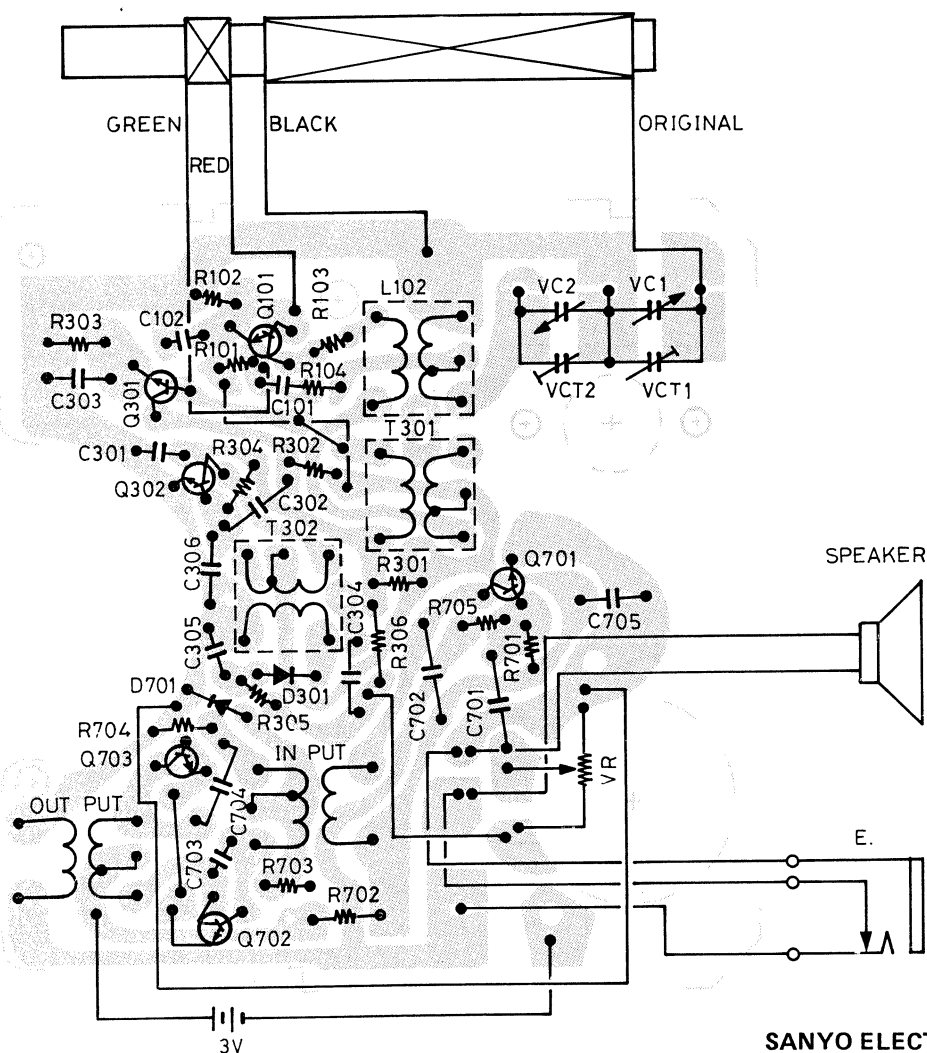 GREEN
BLACK
ORIGINAL
RED
R102
Q101
R103
L102
VC2
VC1
R303
C102
R101
R104
C303
Q301
C101
VCT2
VCT1
T301
C301
R304
R302
Q302
C302
T302
C306
R301
Q701
SPEAKER
C304
R705
C705
C305
R306
R701
D701
D301
C702
C701
R305
R704
IN PUT
Q703
VR
OUT PUT
C704
E.
C703
R703
R702
Q702
3V
SANYO ELECT